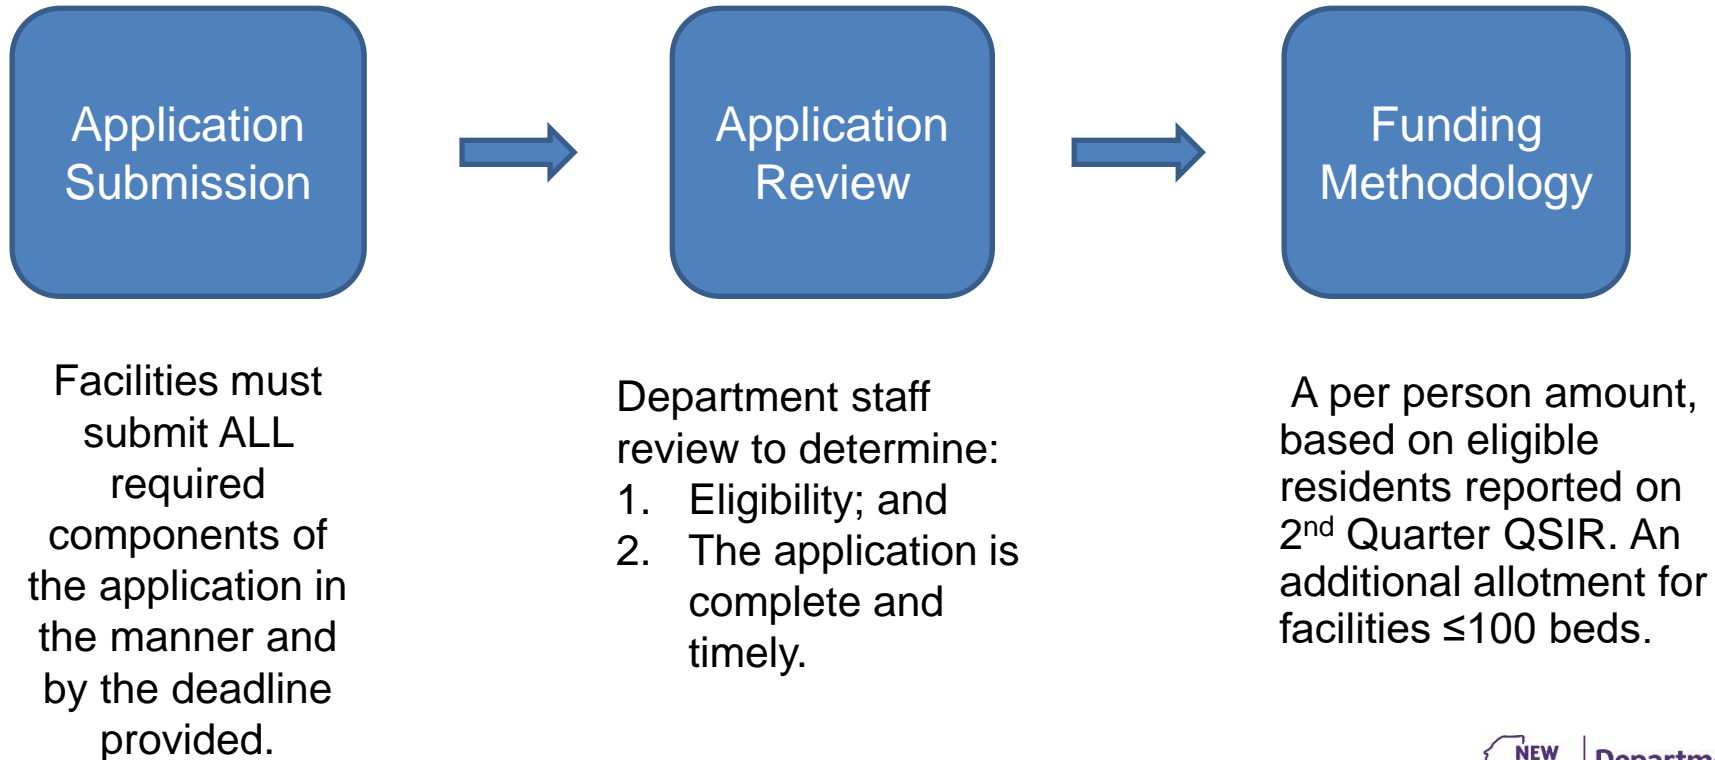 Application
Submission
Application
Review
Funding
Methodology
Facilities must
submit ALL
required
components of
the application in
the manner and
by the deadline
provided.
Department staff
review to determine:
1. Eligibility; and
2. The application is
complete and
timely.
A per person amount,
based on eligible
residents reported on
2nd Quarter QSIR. An
additional allotment for
facilities ≤100 beds.
NEW